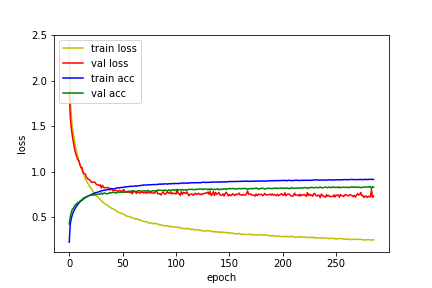 2.5
2.0
1.5
1.0
0.5
loss
train loss
val loss
train acc
val acc
0 50 100 150 200 250
epoch